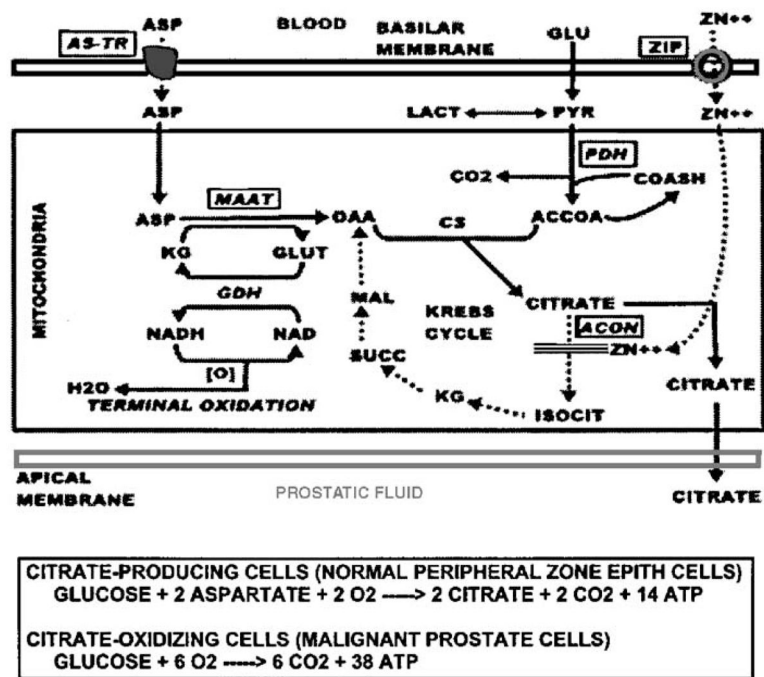 ASP
BLOOD
BASILAR
MEMBRANE
GLU
ZN++
AS-TR
ZIP
ASP
LACT
PYR
ZN++
PDH
CO2
COASH
MAAT
ASP
OAA
CS
ACCOA
KG
GLUT
GDH
MITOCKONDRIA
MAL
KREBS
CYCLE
CITRATE
ACON
NADH
NAD
SUCC
ZN++
[O]
H2O
TERMINAL OXIDATION
KG
ISOCIT
CITRATE
APICAL
MEMBRANE
PROSTATIC FLUID
CITRATE
CITRATE-PRODUCING CELLS (NORMAL PERIPHERAL ZONE EPITH CELLS)
GLUCOSE + 2 ASPARTATE + 2 O2 ----> 2 CITRATE + 2 CO2 + 14 ATP
CITRATE-OXIDIZING CELLS (MALIGNANT PROSTATE CELLS)
GLUCOSE + 6 O2 ----> 6 CO2 + 38 ATP